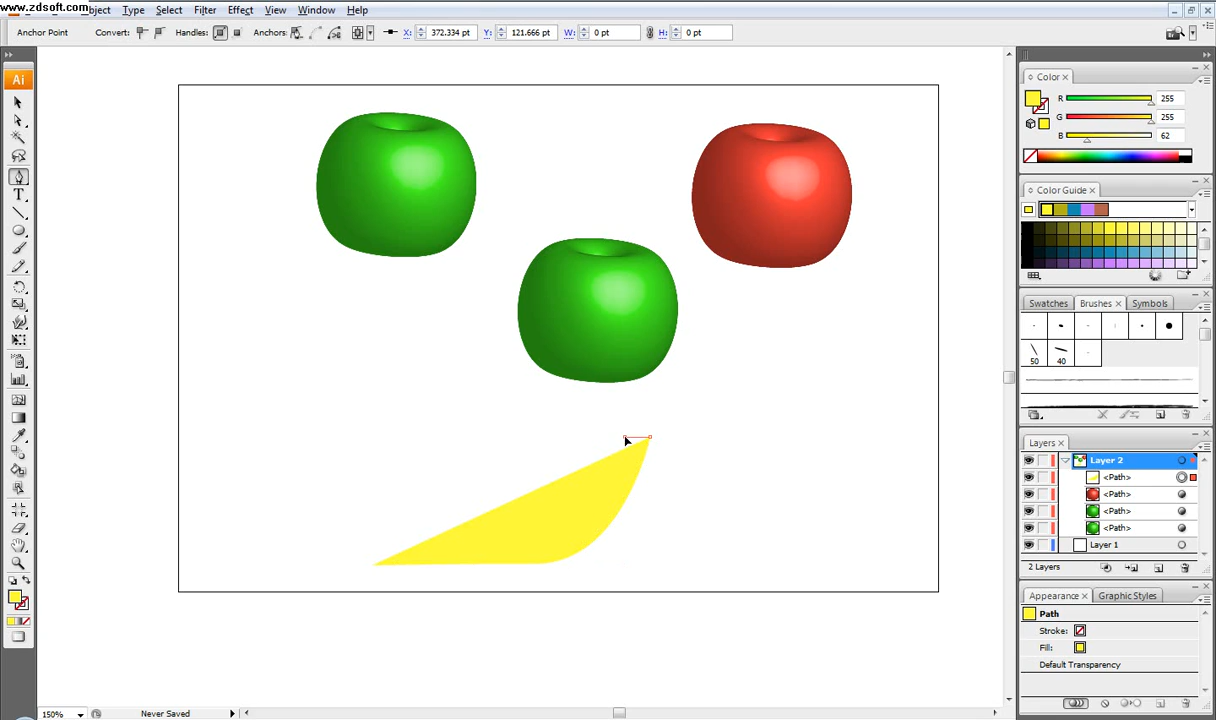 www.zdsoft.com
Object Type Select Filter Effect View Window Help
Anchor Point Convert: Handles: Anchors: X: 372.334 pt Y: 121.666 pt W: 0 pt H: 0 pt
Ai
T
Color
R 255
G 255
B 62
Color Guide
Swatches Brushes Symbols
50 40
Layers
Layer 2
<Path>
<Path>
<Path>
<Path>
Layer 1
2 Layers
Appearance Graphic Styles
Path
Stroke:
Fill:
Default Transparency
150% Never Saved